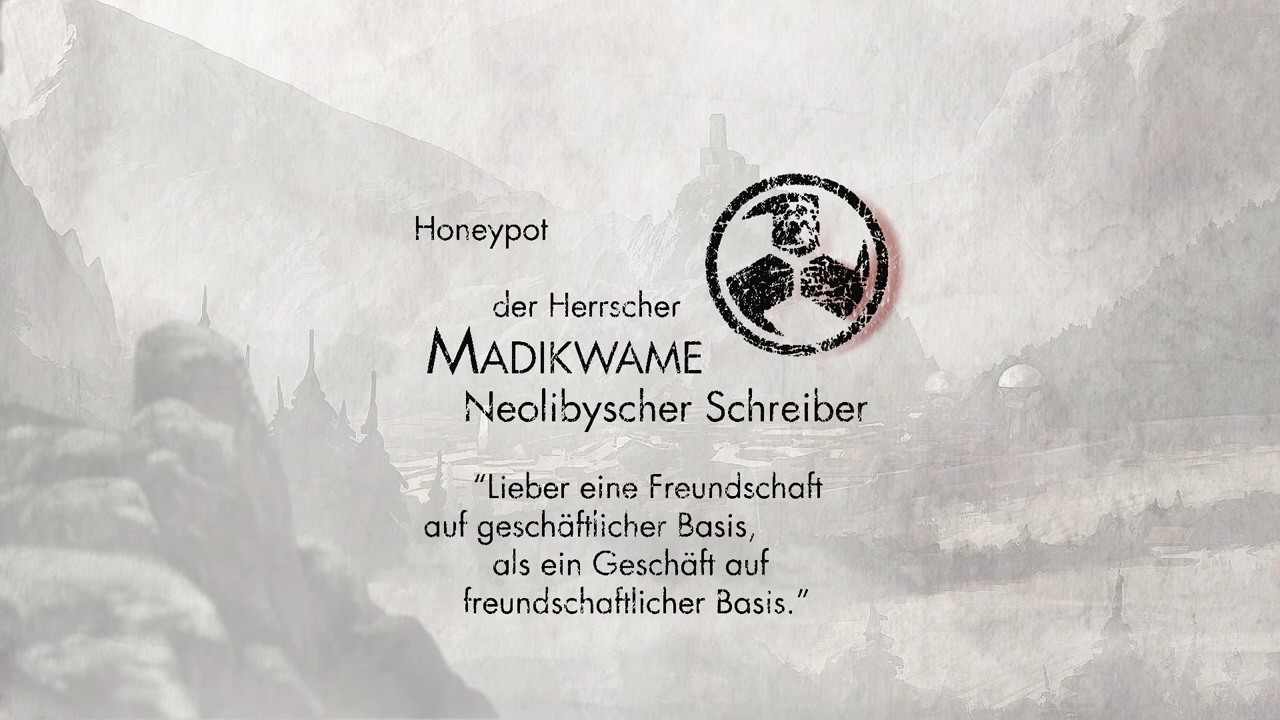 Honeypot
der Herrscher
MADIKWAME
Neolibyscher Schreiber
“Lieber eine Freundschaft
auf geschäftlicher Basis,
als ein Geschäft auf
freundschaftlicher Basis.”